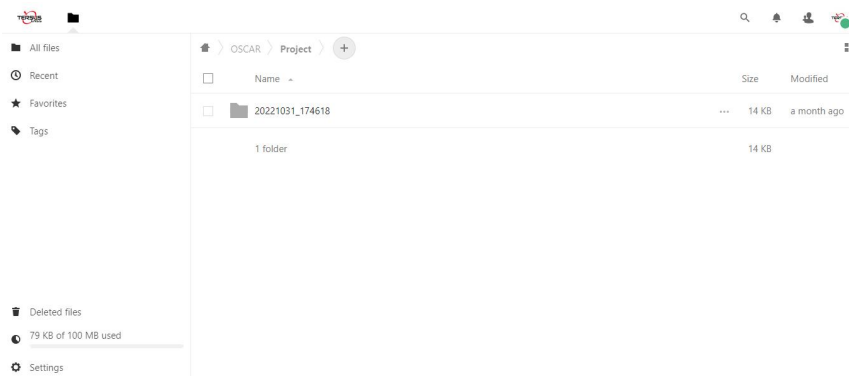 TERSUS
All files
Recent
Favorites
Tags
OSCAR
Project
Name
Size
Modified
20221031_174618
14 KB
a month ago
1 folder
14 KB
Deleted files
79 KB of 100 MB used
Settings